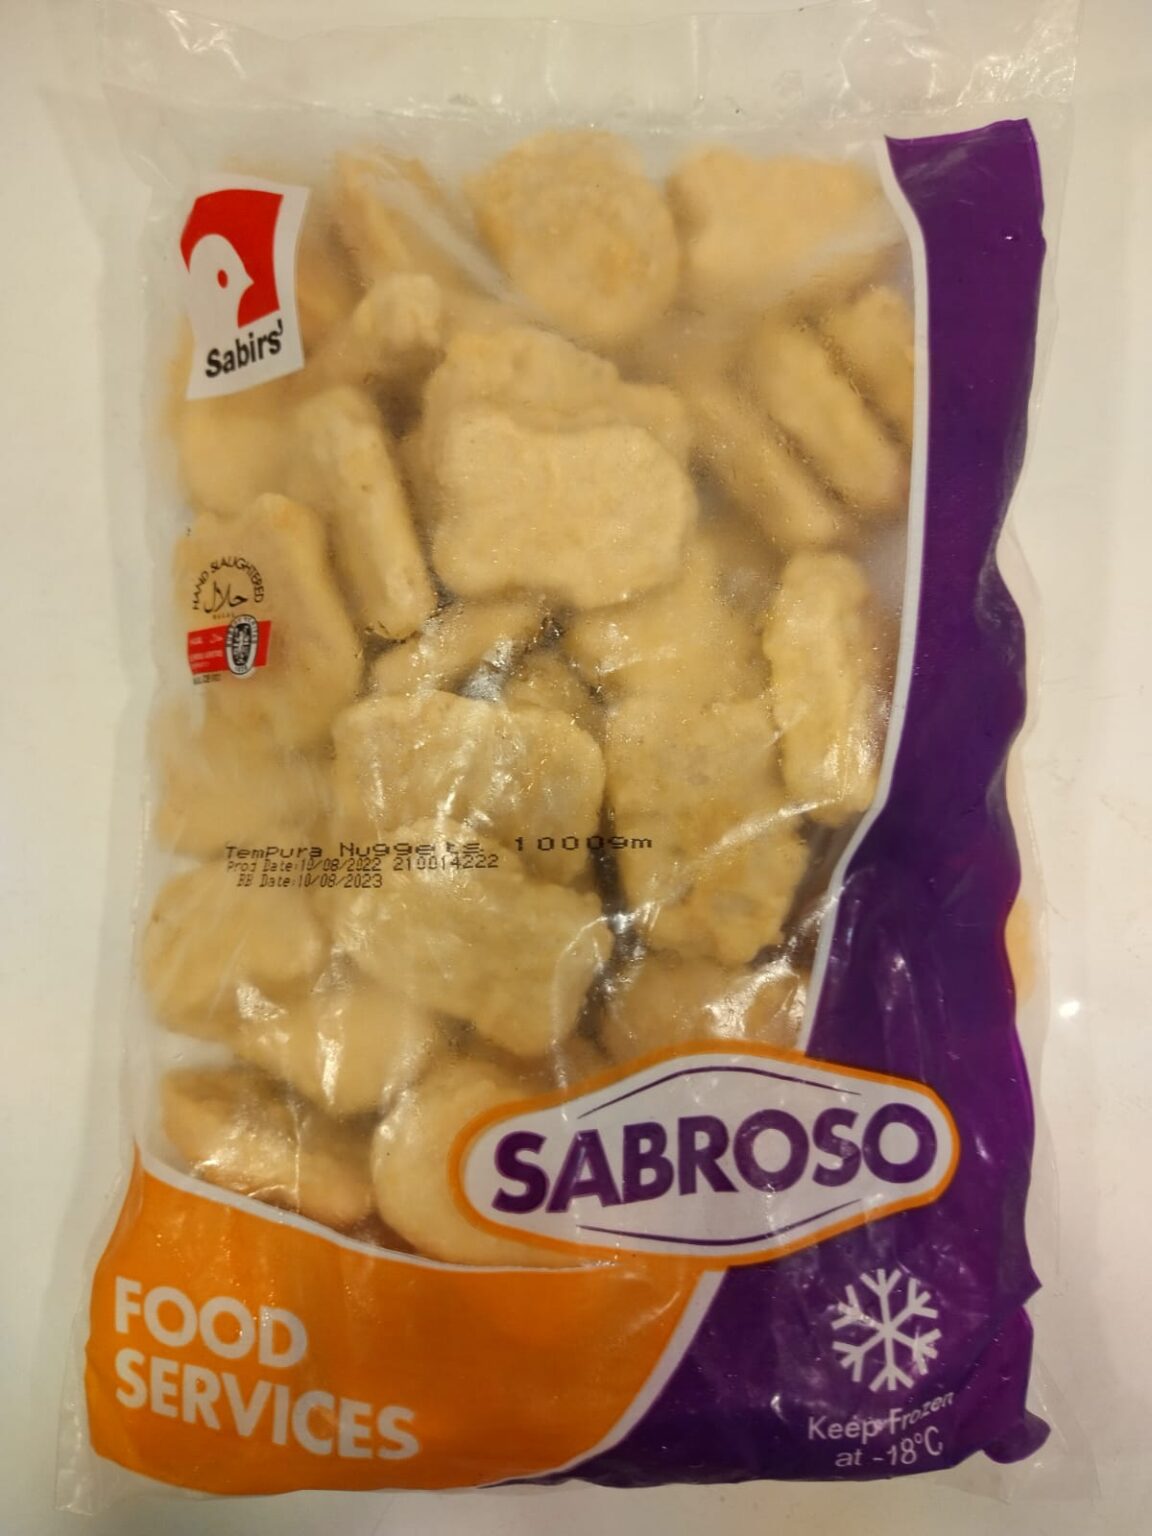 Sabirs'
HAND SLAUGHTERED
حلال
HALAL
TemPura Nuggets 1000gm
Prod Date:10/08/2022 210014222
BB Date:10/08/2023
SABROSO
FOOD
SERVICES
Keep Frozen
at -18°C